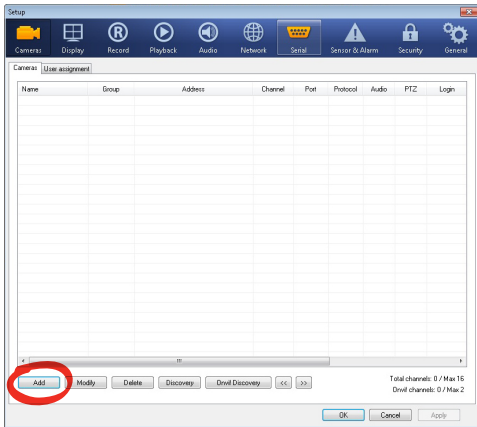 Setup
Cameras Display Record Playback Audio Network Serial Sensor & Alarm Security General
Cameras User assignment
Name Group Address Channel Port Protocol Audio PTZ Login
Add Modify Delete Discovery Onvif Discovery << >>
Total channels: 0 / Max 16
Onvif channels: 0 / Max 2
OK Cancel Apply